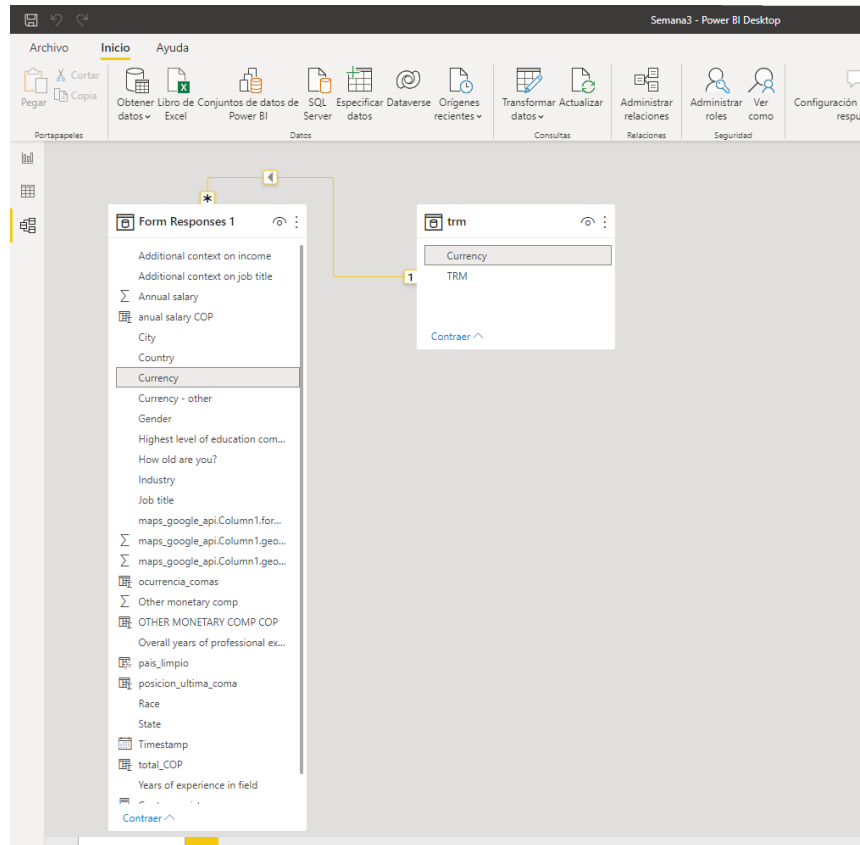 Semana3 - Power BI Desktop
Archivo Inicio Ayuda
Pegar
Cortar
Copia
Obtener datos
Libro de Excel
Conjuntos de datos de Power BI
SQL Server
Especificar datos
Dataverse
Orígenes recientes
Transformar datos
Actualizar
Administrar relaciones
Administrar roles
Ver como
Configuración
Portapapeles
Datos
Consultas
Relaciones
Seguridad
*
1
Form Responses 1
Additional context on income
Additional context on job title
Annual salary
anual salary COP
City
Country
Currency
Currency - other
Gender
Highest level of education com...
How old are you?
Industry
Job title
maps_google_api.Column1.for...
maps_google_api.Column1.geo...
maps_google_api.Column1.geo...
ocurrencia_comas
Other monetary comp
OTHER MONETARY COMP COP
Overall years of professional ex...
pais_limpio
posicion_ultima_coma
Race
State
Timestamp
total_COP
Years of experience in field
Contraer
trm
Currency
TRM
Contraer